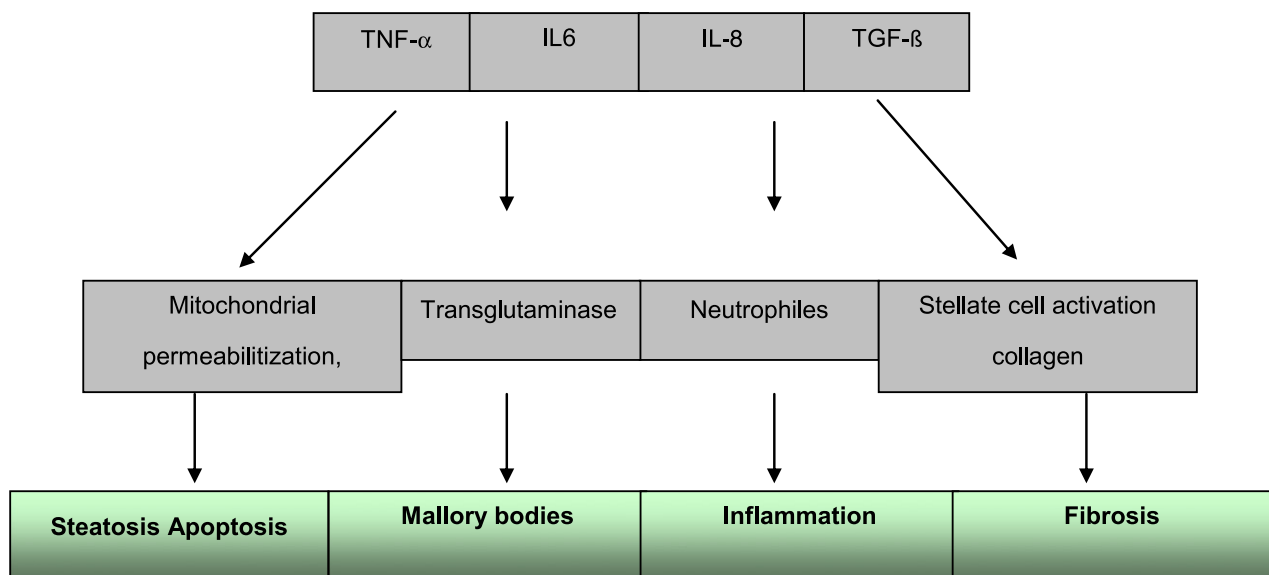 TNF-α
IL6
IL-8
TGF-ß
Mitochondrial
permeabilitization,
Transglutaminase
Neutrophiles
Stellate cell activation
collagen
Steatosis Apoptosis
Mallory bodies
Inflammation
Fibrosis